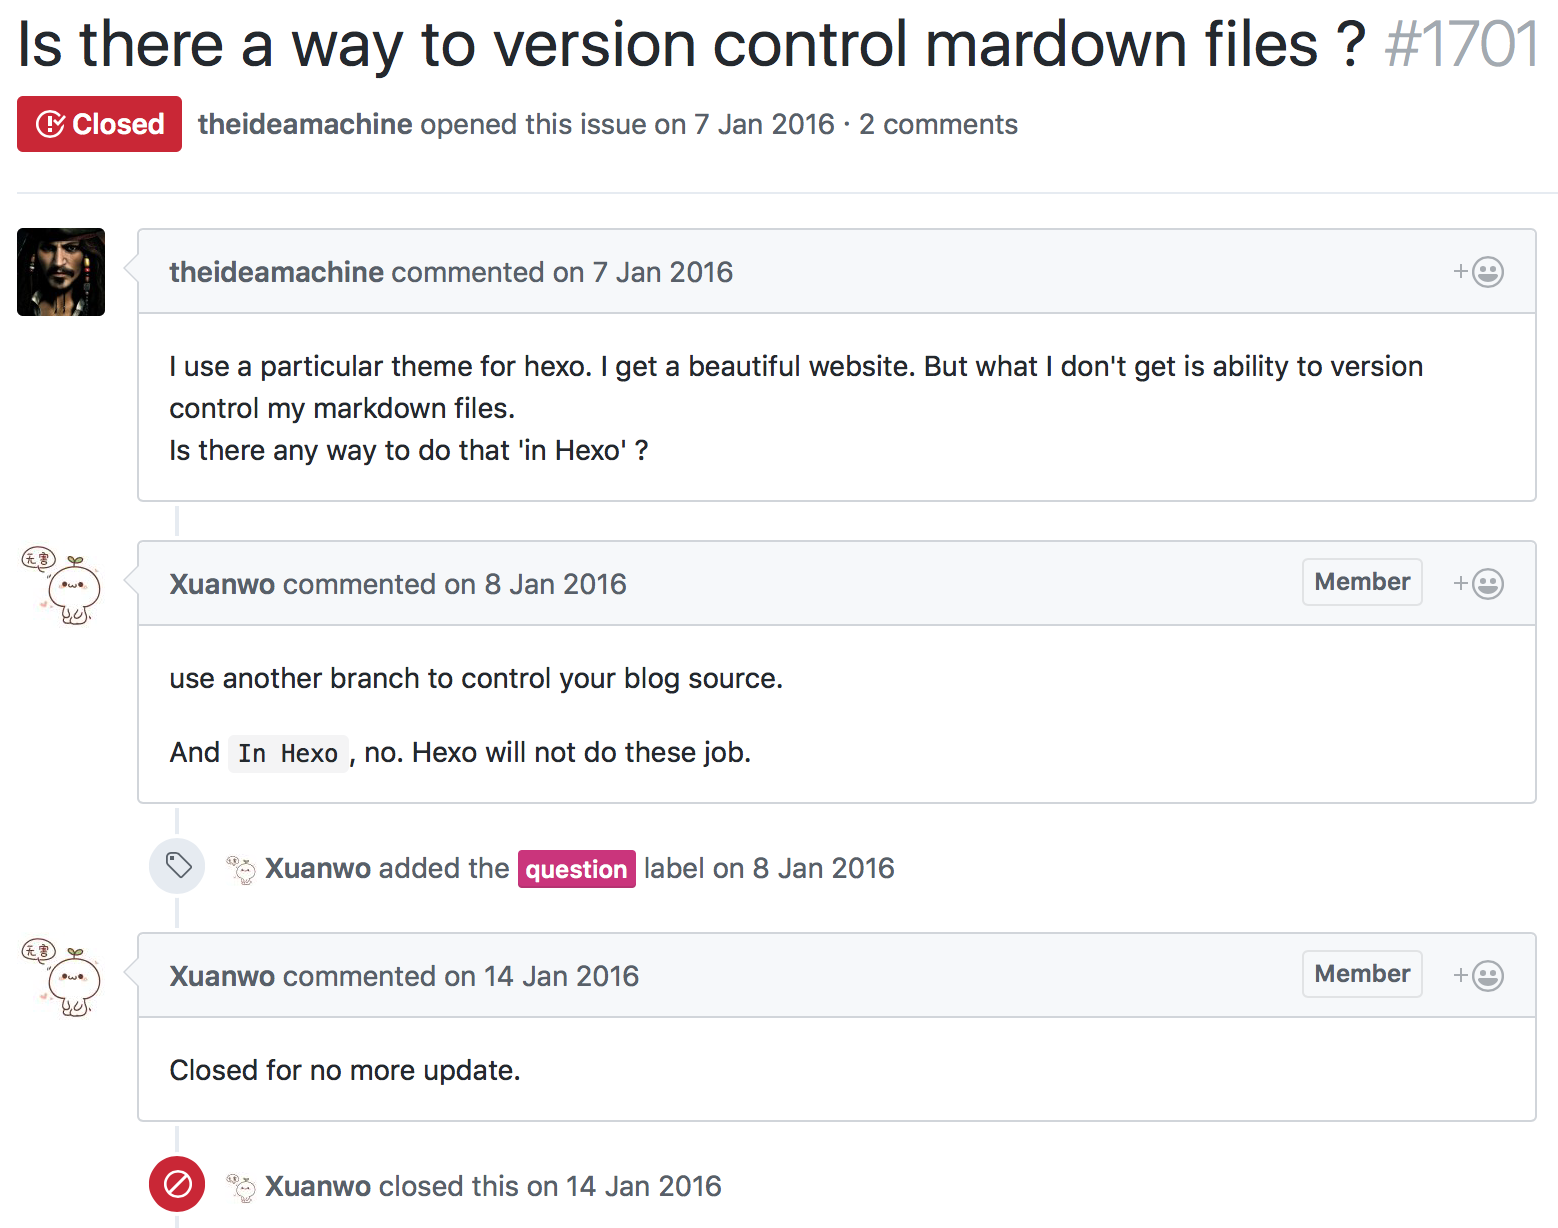 Is there a way to version control mardown files ? #1701
Closed theideamachine opened this issue on 7 Jan 2016 · 2 comments
theideamachine commented on 7 Jan 2016
I use a particular theme for hexo. I get a beautiful website. But what I don't get is ability to version
control my markdown files.
Is there any way to do that 'in Hexo' ?
无害
Xuanwo commented on 8 Jan 2016 Member
use another branch to control your blog source.
And In Hexo, no. Hexo will not do these job.
Xuanwo added the question label on 8 Jan 2016
无害
Xuanwo commented on 14 Jan 2016 Member
Closed for no more update.
Xuanwo closed this on 14 Jan 2016